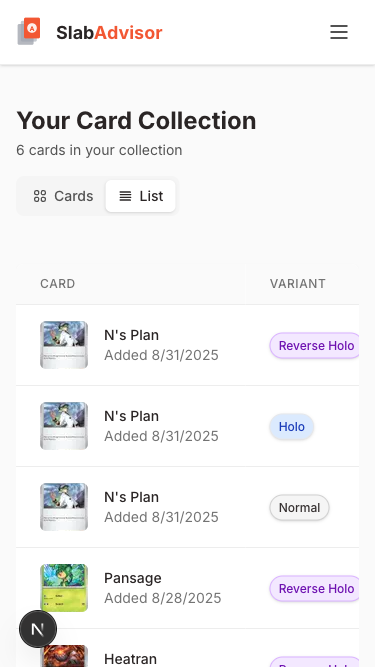 SlabAdvisor
Your Card Collection
6 cards in your collection
Cards
List
CARD VARIANT
N's Plan
Added 8/31/2025
Reverse Holo
N's Plan
Added 8/31/2025
Holo
N's Plan
Added 8/31/2025
Normal
Pansage
Added 8/28/2025
Reverse Holo
N
Heatran
Reverse Holo